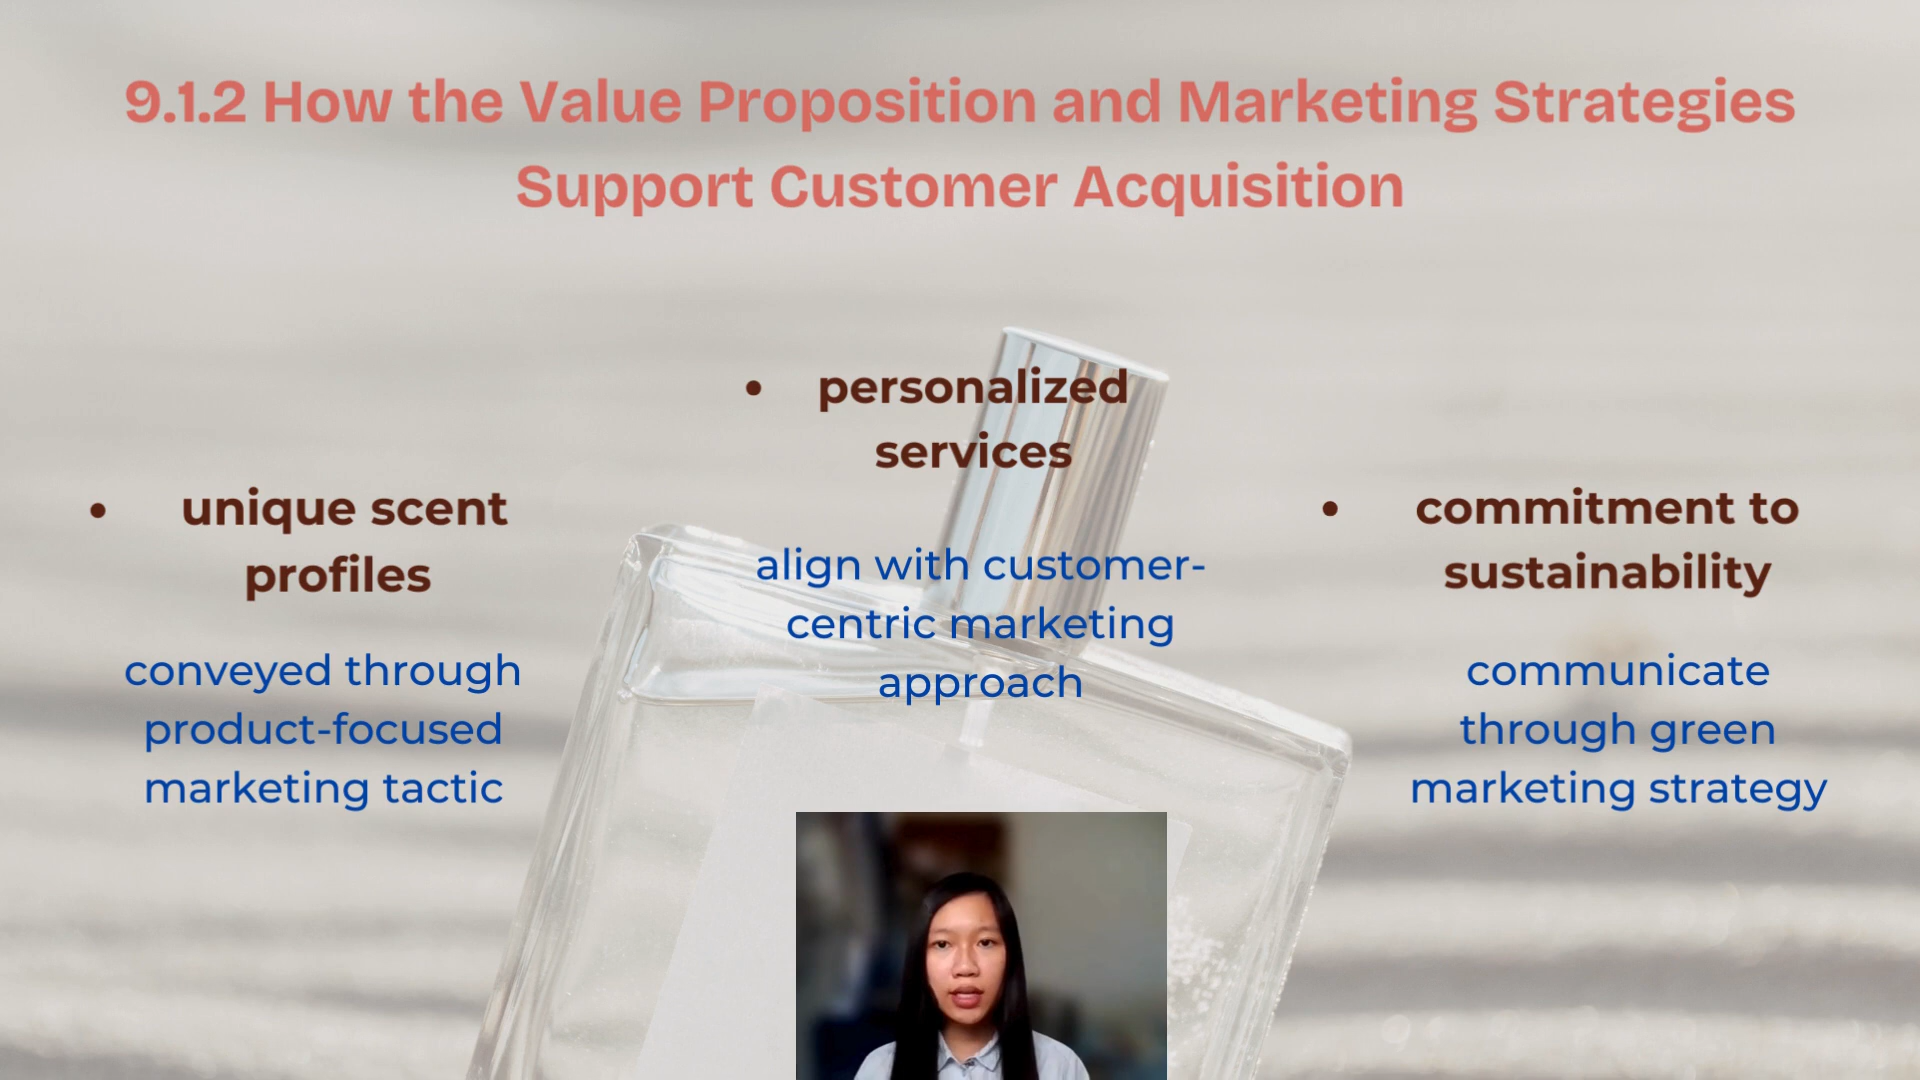 9.1.2 How the Value Proposition and Marketing Strategies
Support Customer Acquisition
• unique scent
profiles
conveyed through
product-focused
marketing tactic
• personalized
services
align with customer-
centric marketing
approach
• commitment to
sustainability
communicate
through green
marketing strategy